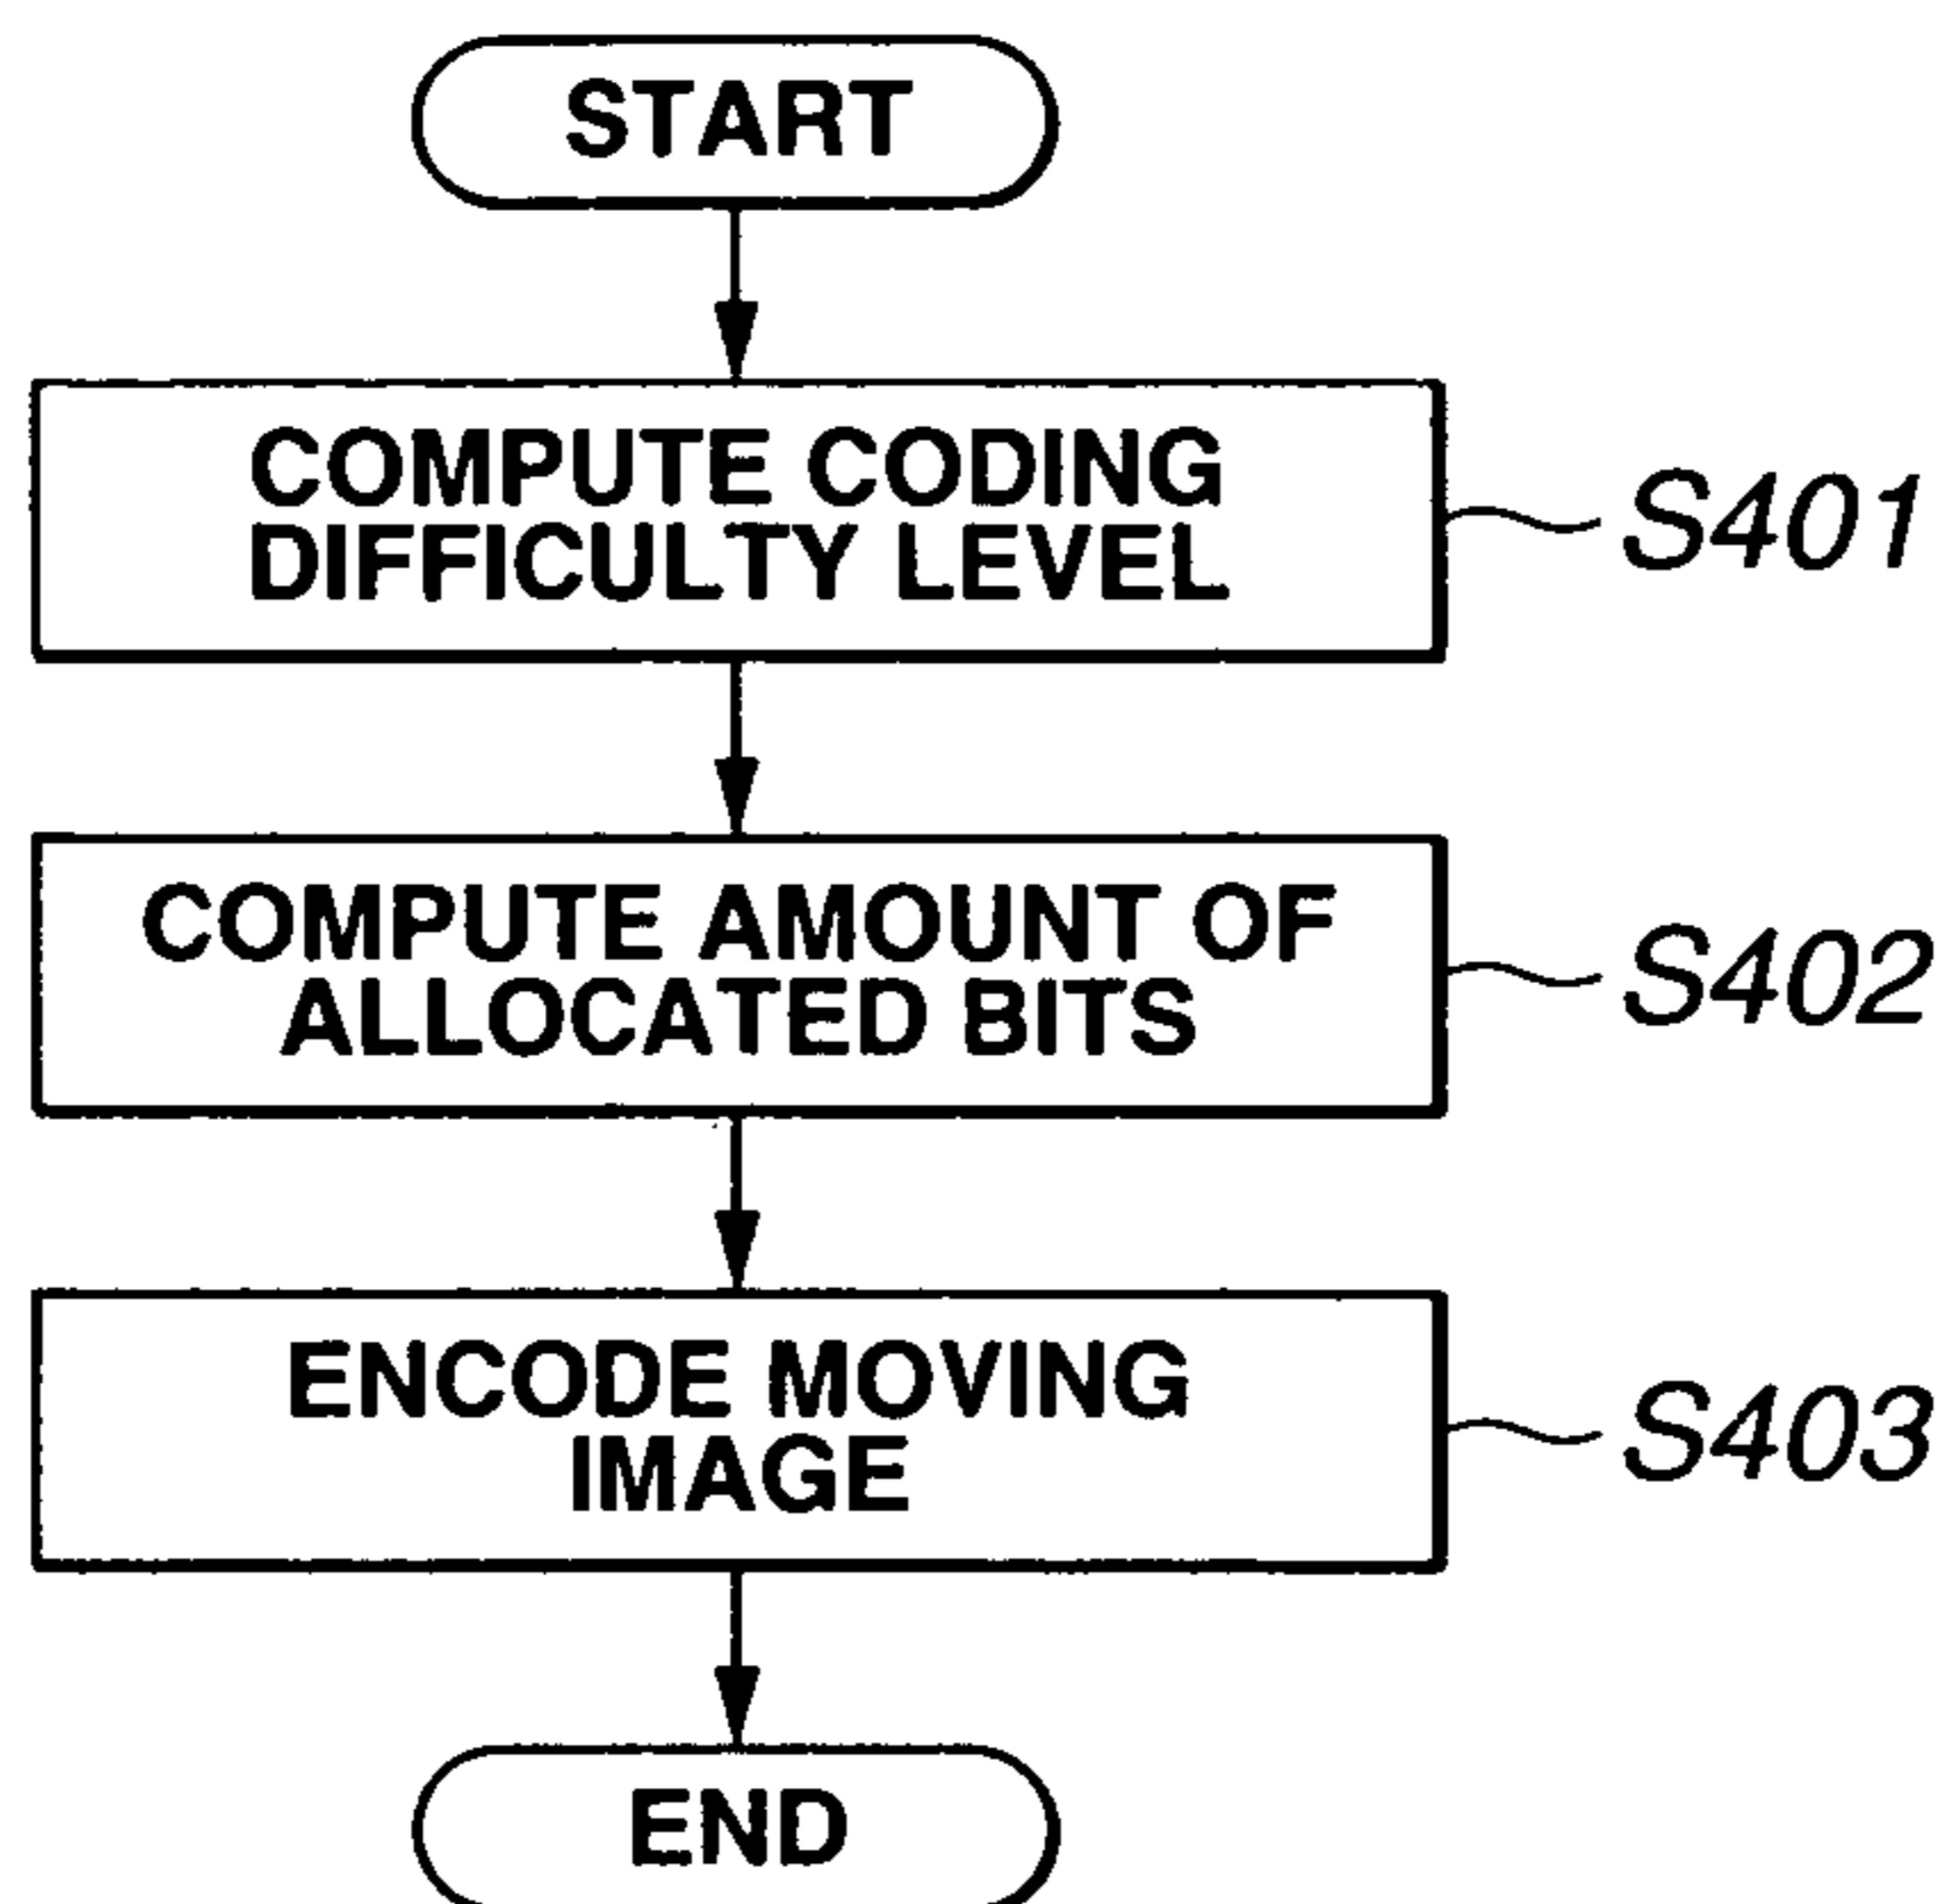 START
COMPUTE CODING
DIFFICULTY LEVEL
S401
COMPUTE AMOUNT OF
ALLOCATED BITS
S402
ENCODE MOVING
IMAGE
S403
END